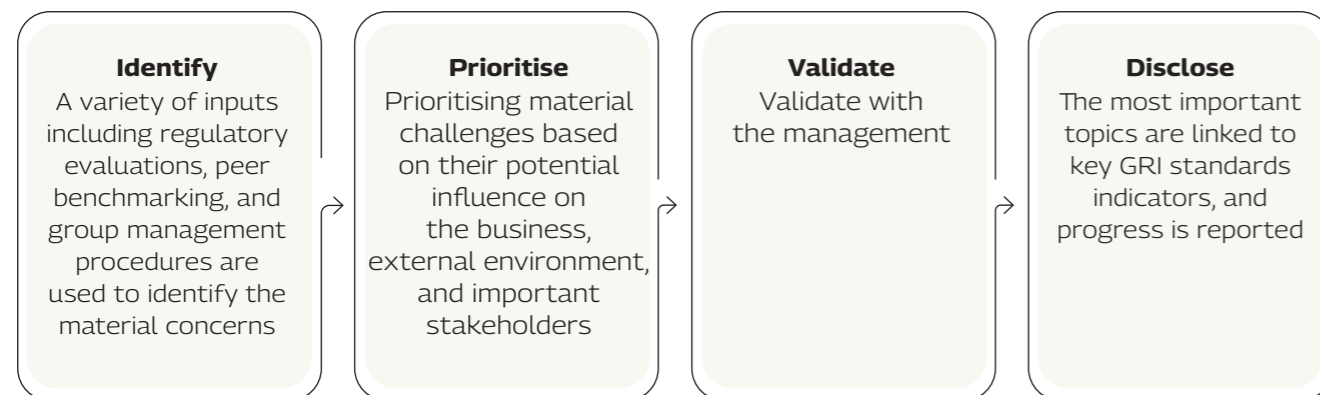 Identify
A variety of inputs
including regulatory
evaluations, peer
benchmarking, and
group management
procedures are
used to identify the
material concerns
Prioritise
Prioritising material
challenges based
on their potential
influence on
the business,
external environment,
and important
stakeholders
Validate
Validate with
the management
Disclose
The most important
topics are linked to
key GRI standards
indicators, and
progress is reported